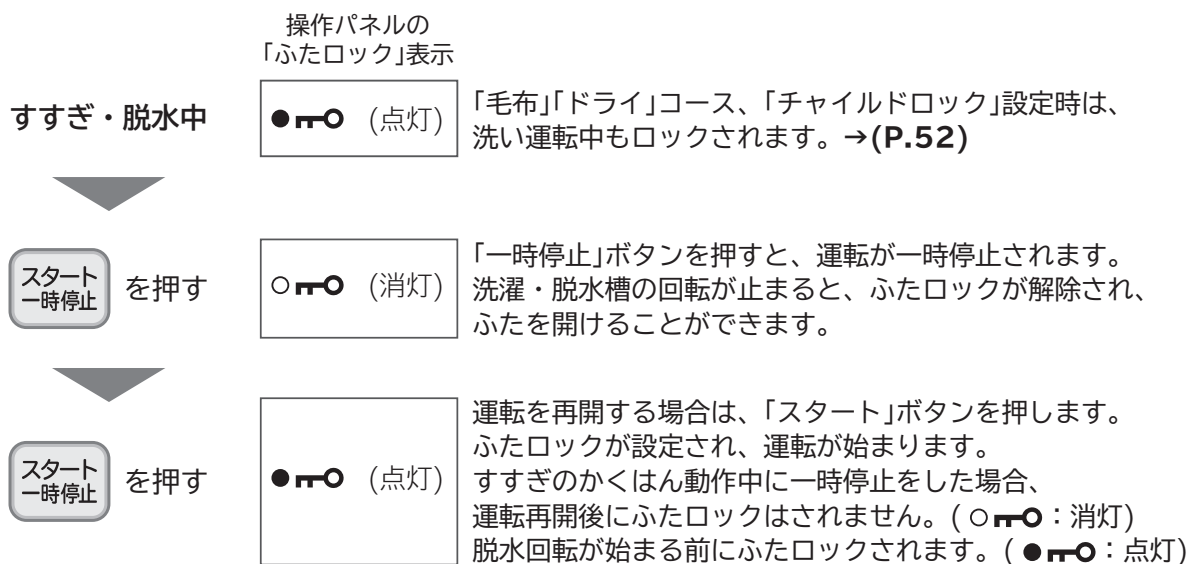 操作パネルの
「ふたロック」表示
すすぎ・脱水中
(点灯)
「毛布」「ドライ」コース、「チャイルドロック」設定時は、
洗い運転中もロックされます。→(P.52)
スタート
一時停止
を押す
(消灯)
「一時停止」ボタンを押すと、運転が一時停止されます。
洗濯・脱水槽の回転が止まると、ふたロックが解除され、
ふたを開けることができます。
スタート
一時停止
を押す
(点灯)
運転を再開する場合は、「スタート」ボタンを押します。
ふたロックが設定され、運転が始まります。
すすぎのかくはん動作中に一時停止をした場合、
運転再開後にふたロックはされません。(：消灯)
脱水回転が始まる前にふたロックされます。(：点灯)